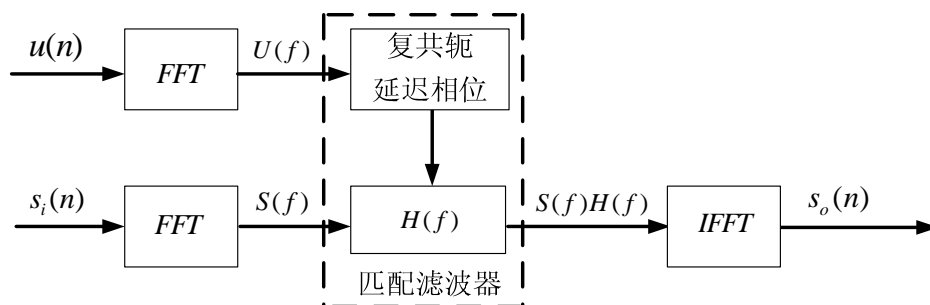 u(n)
FFT
U(f)
复共轭
延迟相位
s_i(n)
FFT
S(f)
H(f)
S(f)H(f)
IFFT
s_o(n)
匹配滤波器